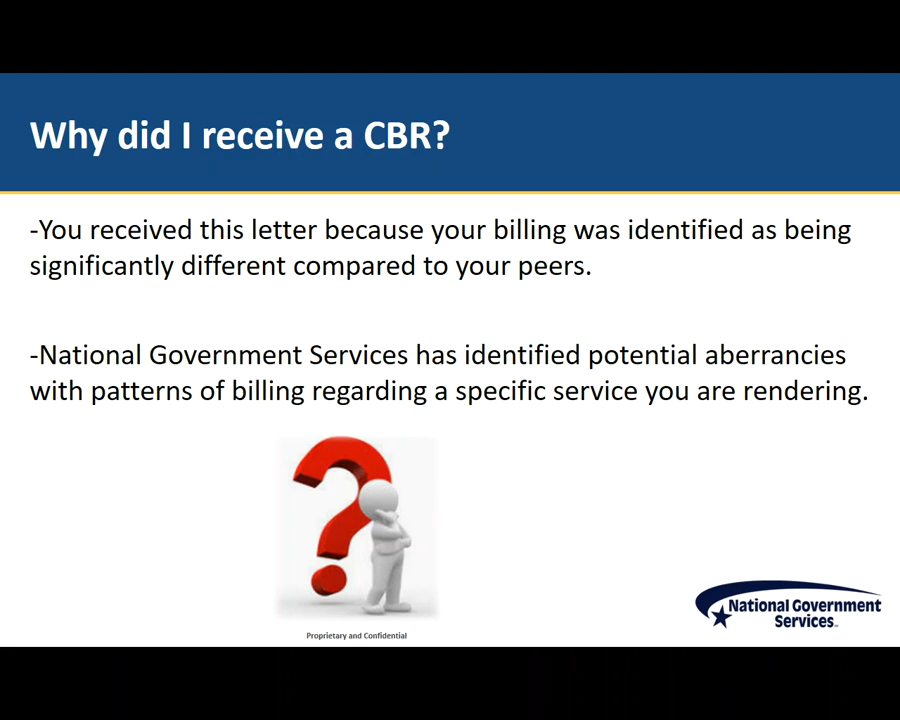 Why did I receive a CBR?
-You received this letter because your billing was identified as being
significantly different compared to your peers.
-National Government Services has identified potential aberrancies
with patterns of billing regarding a specific service you are rendering.
Proprietary and Confidential
National Government
Services